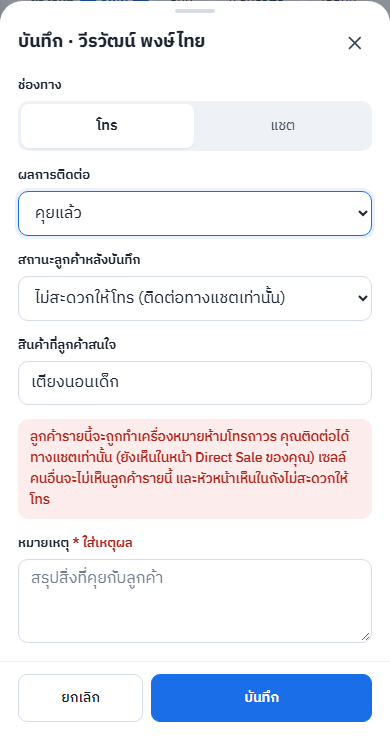 บันทึก · วีรวัฒน์ พงษ์ไทย
ช่องทาง
โทร
แชต
ผลการติดต่อ
คุยแล้ว
สถานะลูกค้าหลังบันทึก
ไม่สะดวกให้โทร (ติดต่อทางแชตเท่านั้น)
สินค้าที่ลูกค้าสนใจ
เตียงนอนเด็ก
ลูกค้ารายนี้จะถูกทำเครื่องหมายห้ามโทรถาวร คุณติดต่อได้
ทางแชตเท่านั้น (ยังเห็นในหน้า Direct Sale ของคุณ) เซลล์
คนอื่นจะไม่เห็นลูกค้ารายนี้ และหัวหน้าเห็นในถังไม่สะดวกให้
โทร
หมายเหตุ * ใส่เหตุผล
สรุปสิ่งที่คุยกับลูกค้า
ยกเลิก
บันทึก